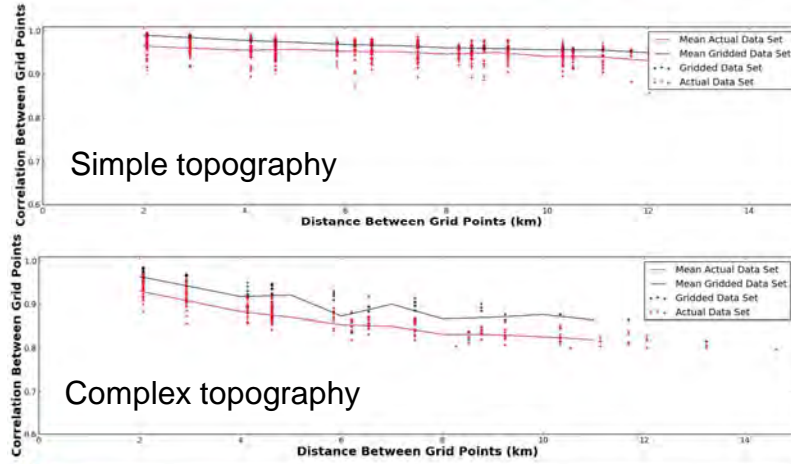 Correlation Between Grid Points
1.0
0.9
0.8
0.7
0.6
Mean Actual Data Set
Mean Gridded Data Set
Gridded Data Set
Actual Data Set
Simple topography
0 2 4 6 8 10 12 14
Distance Between Grid Points (km)
Correlation Between Grid Points
1.0
0.9
0.8
0.7
0.6
Mean Actual Data Set
Mean Gridded Data Set
Gridded Data Set
Actual Data Set
Complex topography
0 2 4 6 8 10 12 14
Distance Between Grid Points (km)